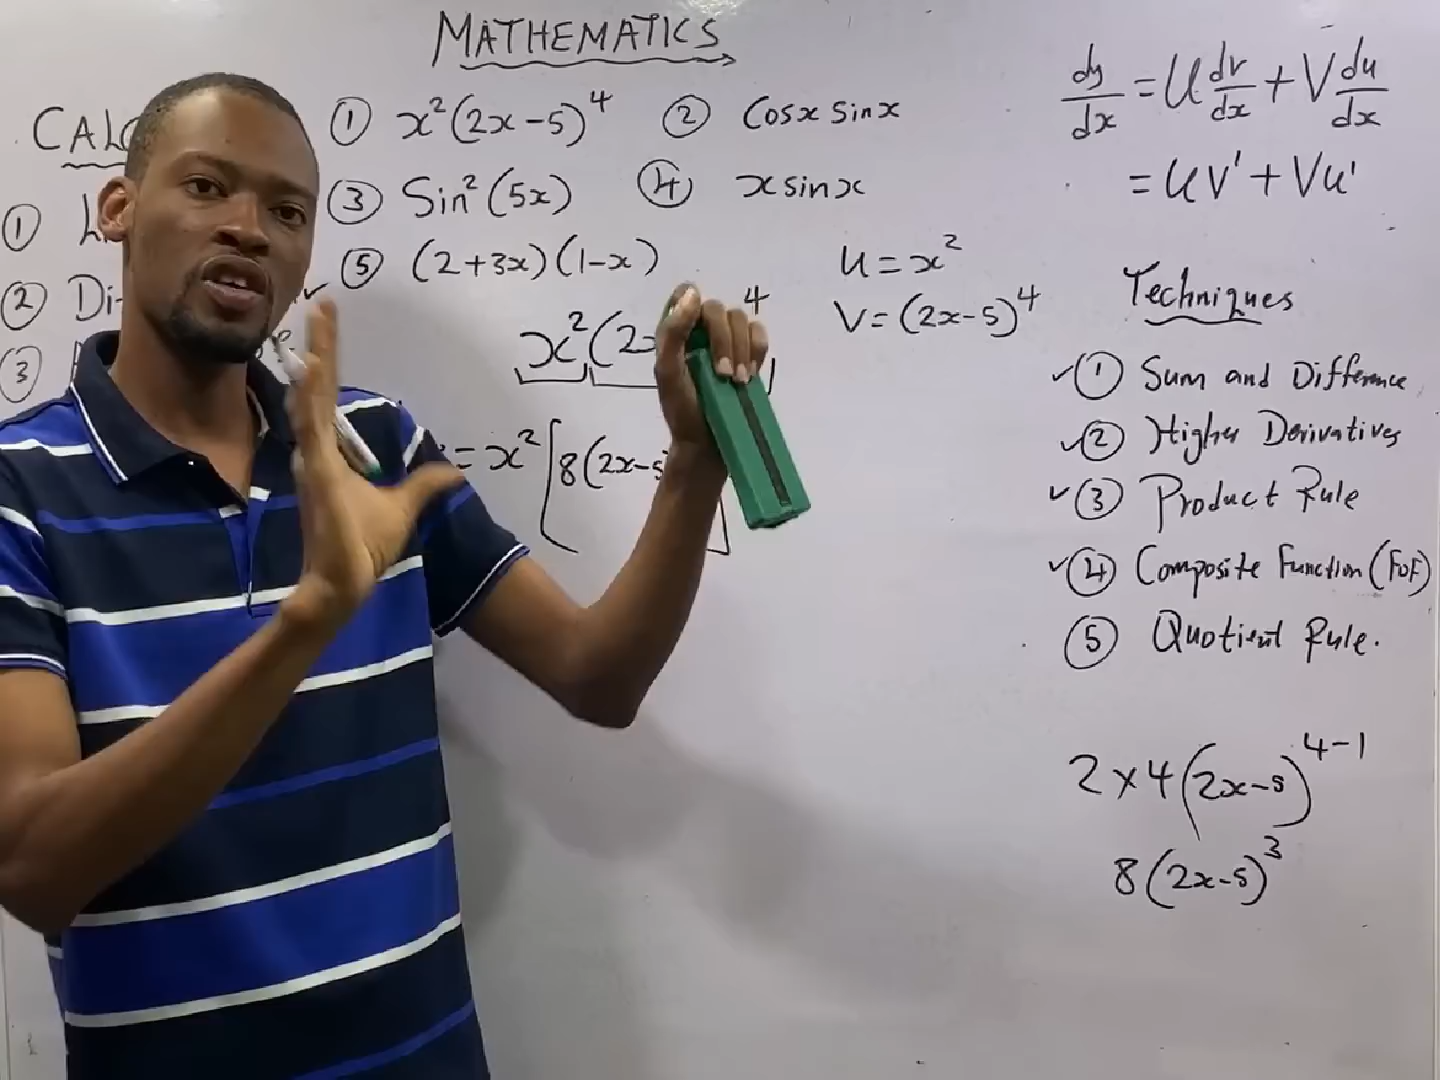 MATHEMATICS
① x²(2x-5)⁴
② Cosx sinx
③ Sin²(5x)
④ x sinx
⑤ (2+3x)(1-x)
①
②
③
x²(2x
4
= x² [8(2x-5
u = x²
V = (2x-5)⁴
dy/dx = U dv/dx + V du/dx
= UV' + Vu'
Techniques
✓① Sum and Difference
✓② Higher Derivatives
✓③ Product Rule
✓④ Composite Function (FOF)
⑤ Quotient Rule.
2 x 4(2x-5)⁴⁻¹
8(2x-5)³